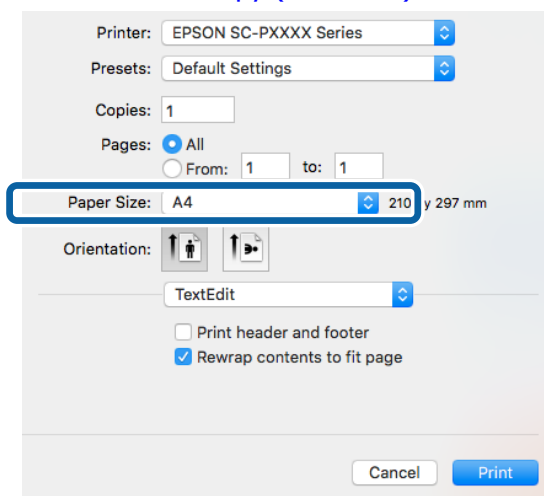 Printer: EPSON SC-PXXXX Series
Presets: Default Settings
Copies: 1
Pages: All
From: 1 to: 1
Paper Size: A4 210 y 297 mm
Orientation:
TextEdit
Print header and footer
Rewrap contents to fit page
Cancel Print